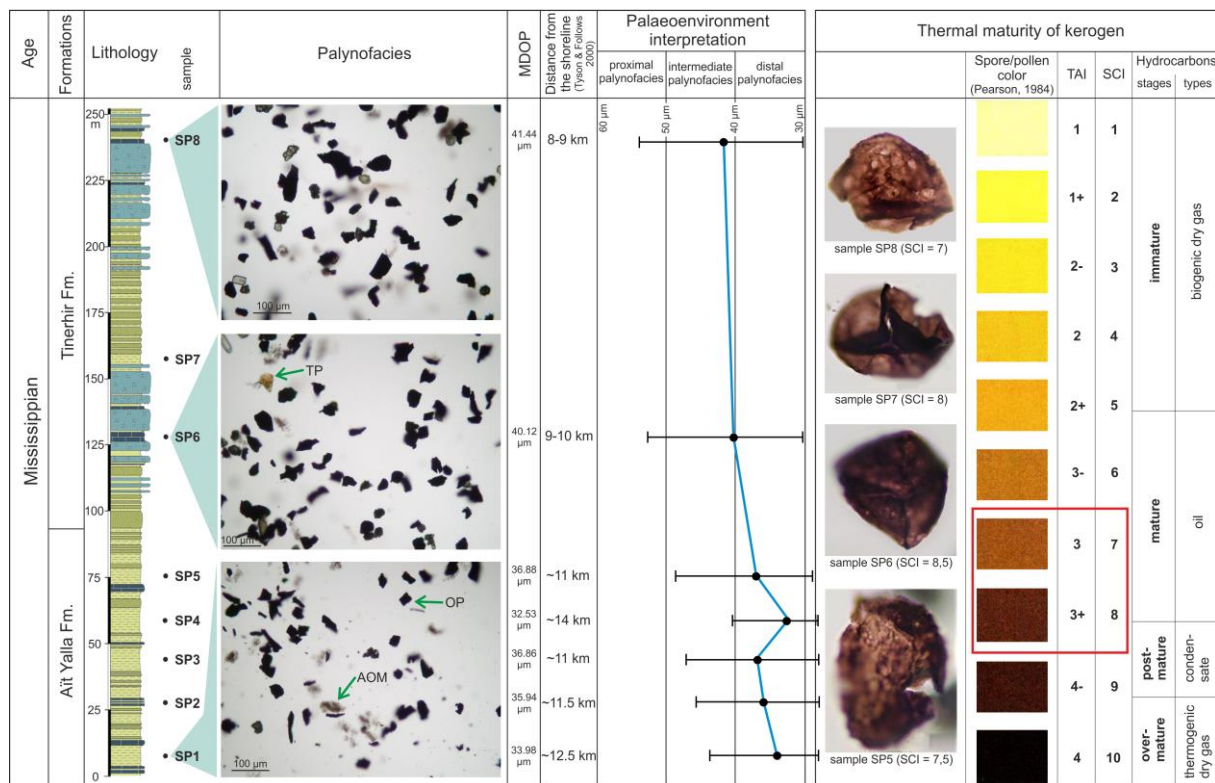 Age
Formations
Lithology
sample
Palynofacies
MDOP
Distance from
the shoreline
(Tyson & Follows
2000)
Palaeoenvironment
interpretation
proximal
palynofacies
intermediate
palynofacies
distal
palynofacies
Thermal maturity of kerogen
Spore/pollen
color
(Pearson, 1984)
TAI
SCI
Hydrocarbons
stages
types
Mississippian
Tinerhir Fm.
Aït Yalla Fm.
250
m
225
200
175
150
125
100
75
50
25
0
SP8
SP7
SP6
SP5
SP4
SP3
SP2
SP1
100 µm
TP
100 µm
OP
AOM
100 µm
41.44
µm
40.12
µm
36.88
µm
32.53
µm
36.86
µm
35.94
µm
33.98
µm
8-9 km
9-10 km
~11 km
~14 km
~11 km
~11.5 km
~12.5 km
60 µm
50 µm
40 µm
30 µm
sample SP8 (SCI = 7)
sample SP7 (SCI = 8)
sample SP6 (SCI = 8,5)
sample SP5 (SCI = 7,5)
1 1
1+ 2
2- 3
2 4
2+ 5
3- 6
3 7
3+ 8
4- 9
4 10
immature
biogenic dry gas
mature
oil
post-
mature
conden-
sate
over-
mature
thermogenic
dry gas